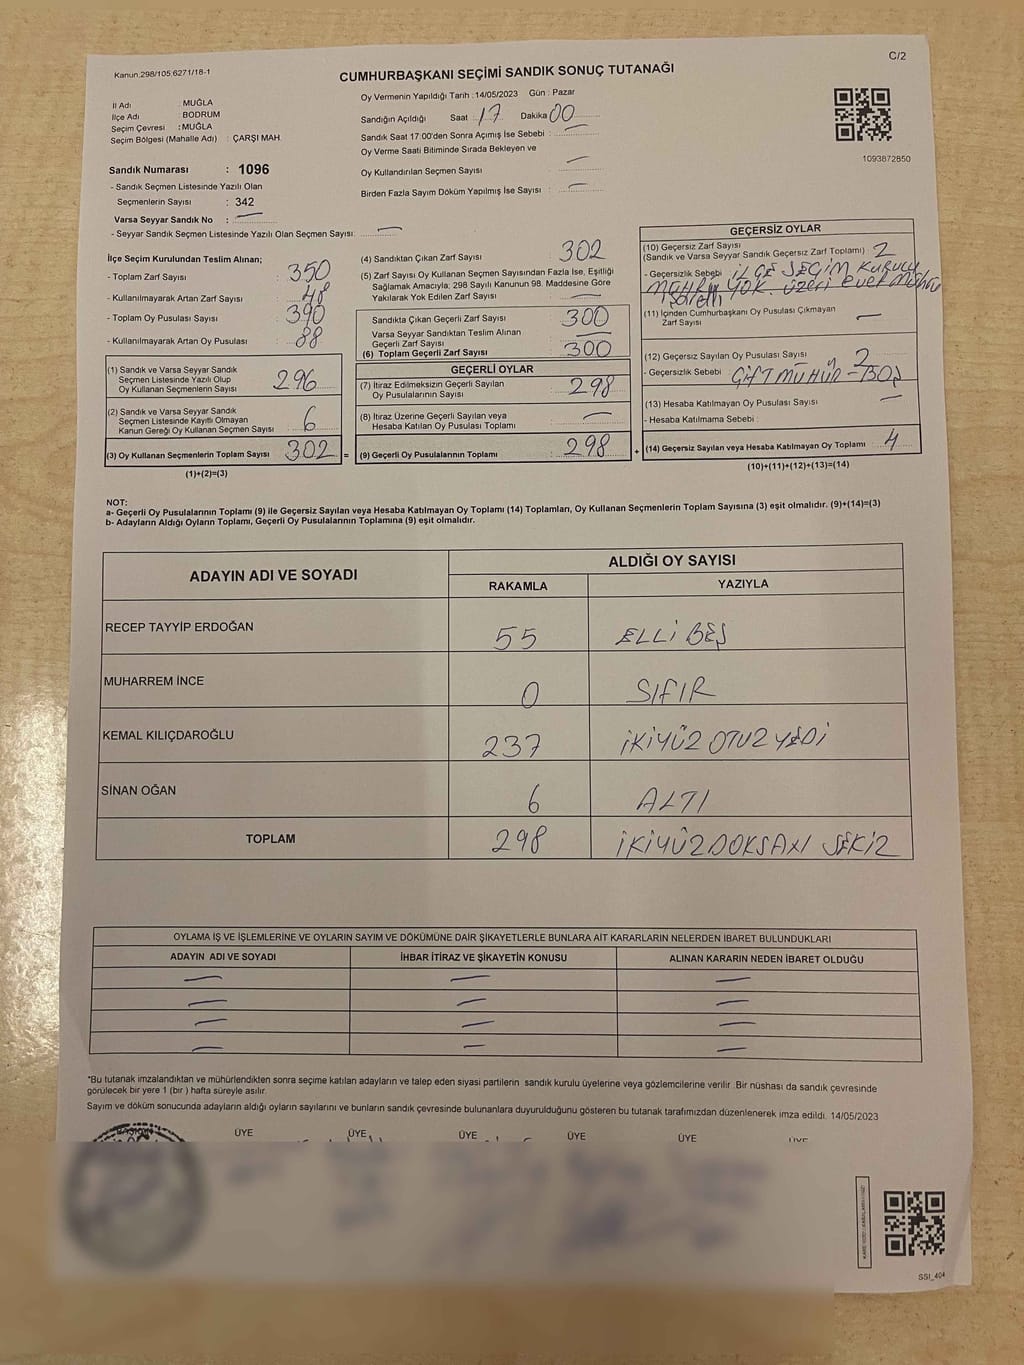 Kanun.298/105.6271/18-1
C/2
CUMHURBAŞKANI SEÇİMİ SANDIK SONUÇ TUTANAĞI
İl Adı : MUĞLA
İlçe Adı : BODRUM
Seçim Çevresi : MUĞLA
Seçim Bölgesi (Mahalle Adı) : ÇARŞI MAH.
Oy Vermenin Yapıldığı Tarih : 14/05/2023 Gün : Pazar
Sandığın Açıldığı Saat : 17 Dakika 00
Sandık Saat 17:00'den Sonra Açımış İse Sebebi : —
Oy Verme Saati Bitiminde Sırada Bekleyen ve
Oy Kullandırılan Seçmen Sayısı : —
Birden Fazla Sayım Döküm Yapılmış İse Sayısı : —
1093872850
Sandık Numarası : 1096
- Sandık Seçmen Listesinde Yazılı Olan
Seçmenlerin Sayısı : 342
Varsa Seyyar Sandık No : —
- Seyyar Sandık Seçmen Listesinde Yazılı Olan Seçmen Sayısı: —
İlçe Seçim Kurulundan Teslim Alınan;
- Toplam Zarf Sayısı : 350
- Kullanılmayarak Artan Zarf Sayısı : 48
- Toplam Oy Pusulası Sayısı : 390
- Kullanılmayarak Artan Oy Pusulası : 88
(1) Sandık ve Varsa Seyyar Sandık
Seçmen Listesinde Yazılı Olup
Oy Kullanan Seçmenlerin Sayısı : 296
(2) Sandık ve Varsa Seyyar Sandık
Seçmen Listesinde Kayıtlı Olmayan
Kanun Gereği Oy Kullanan Seçmen Sayısı : 6
(3) Oy Kullanan Seçmenlerin Toplam Sayısı : 302 =
(1)+(2)=(3)
(4) Sandıktan Çıkan Zarf Sayısı : 302
(5) Zarf Sayısı Oy Kullanan Seçmen Sayısından Fazla İse, Eşitliği
Sağlamak Amacıyla, 298 Sayılı Kanunun 98. Maddesine Göre
Yakılarak Yok Edilen Zarf Sayısı : —
Sandıkta Çıkan Geçerli Zarf Sayısı : 300
Varsa Seyyar Sandıktan Teslim Alınan
Geçerli Zarf Sayısı : —
(6) Toplam Geçerli Zarf Sayısı : 300
GEÇERLİ OYLAR
(7) İtiraz Edilmeksizin Geçerli Sayılan
Oy Pusulalarının Sayısı : 298
(8) İtiraz Üzerine Geçerli Sayılan veya
Hesaba Katılan Oy Pusulası Toplamı : —
(9) Geçerli Oy Pusulalarının Toplamı : 298 +
GEÇERSİZ OYLAR
(10) Geçersiz Zarf Sayısı
(Sandık ve Varsa Seyyar Sandık Geçersiz Zarf Toplamı) : 2
- Geçersizlik Sebebi : İLÇE SEÇİM KURULU
MÜHRÜ YOK. üzeri evet mühürü
(11) İçinden Cumhurbaşkanı Oy Pusulası Çıkmayan
Zarf Sayısı : —
(12) Geçersiz Sayılan Oy Pusulası Sayısı : 2
- Geçersizlik Sebebi : ÇİFT MÜHÜR - BOŞ
(13) Hesaba Katılmayan Oy Pusulası Sayısı : —
- Hesaba Katılmama Sebebi :
(14) Geçersiz Sayılan veya Hesaba Katılmayan Oy Toplamı : 4
(10)+(11)+(12)+(13)=(14)
NOT:
a- Geçerli Oy Pusulalarının Toplamı (9) ile Geçersiz Sayılan veya Hesaba Katılmayan Oy Toplamı (14) Toplamları, Oy Kullanan Seçmenlerin Toplam Sayısına (3) eşit olmalıdır. (9)+(14)=(3)
b- Adayların Aldığı Oyların Toplamı, Geçerli Oy Pusulalarının Toplamına (9) eşit olmalıdır.
ADAYIN ADI VE SOYADI
ALDIĞI OY SAYISI
RAKAMLA YAZIYLA
RECEP TAYYİP ERDOĞAN 55 ELLİ BEŞ
MUHARREM İNCE 0 SIFIR
KEMAL KILIÇDAROĞLU 237 İKİYÜZ OTUZ YEDİ
SİNAN OĞAN 6 ALTI
TOPLAM 298 İKİYÜZ DOKSAN SEKİZ
OYLAMA İŞ VE İŞLEMLERİNE VE OYLARIN SAYIM VE DÖKÜMÜNE DAİR ŞİKAYETLERLE BUNLARA AİT KARARLARIN NELERDEN İBARET BULUNDUKLARI
ADAYIN ADI VE SOYADI İHBAR İTİRAZ VE ŞİKAYETİN KONUSU ALINAN KARARIN NEDEN İBARET OLDUĞU
— — —
— — —
— — —
— — —
*Bu tutanak imzalandıktan ve mühürlendikten sonra seçime katılan adayların ve talep eden siyasi partilerin sandık kurulu üyelerine veya gözlemcilerine verilir .Bir nüshası da sandık çevresinde
görülecek bir yere 1 (bir ) hafta süreyle asılır.
Sayım ve döküm sonucunda adayların aldığı oyların sayılarını ve bunların sandık çevresinde bulunanlara duyurulduğunu gösteren bu tutanak tarafımızdan düzenlenerek imza edildi. 14/05/2023
BAŞKAN ÜYE ÜYE ÜYE ÜYE ÜYE ÜYE
SSI_404